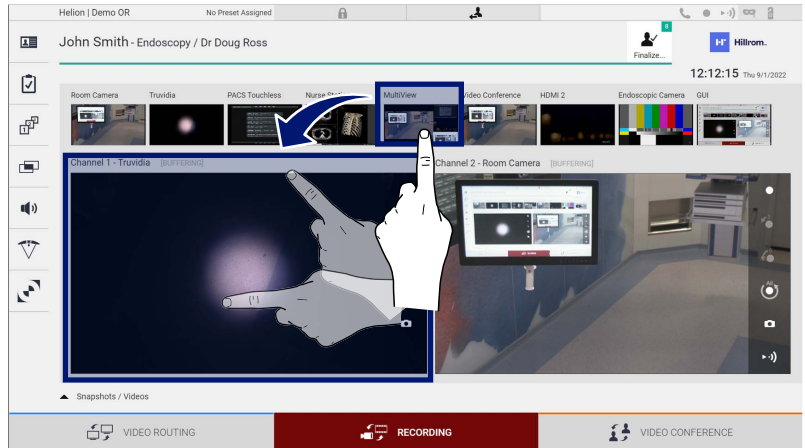 Helion | Demo OR
No Preset Assigned
8
John Smith - Endoscopy / Dr Doug Ross
Finalize...
H-r Hillrom.
12:12:15 Thu 9/1/2022
Room Camera
Truvidia
PACS Touchless
MultiView
Video Conference
HDMI 2
Endoscopic Camera
GUI
Channel 1 - Truvidia [BUFFERING]
Channel 2 - Room Camera [BUFFERING]
All
Snapshots / Videos
VIDEO ROUTING
RECORDING
VIDEO CONFERENCE